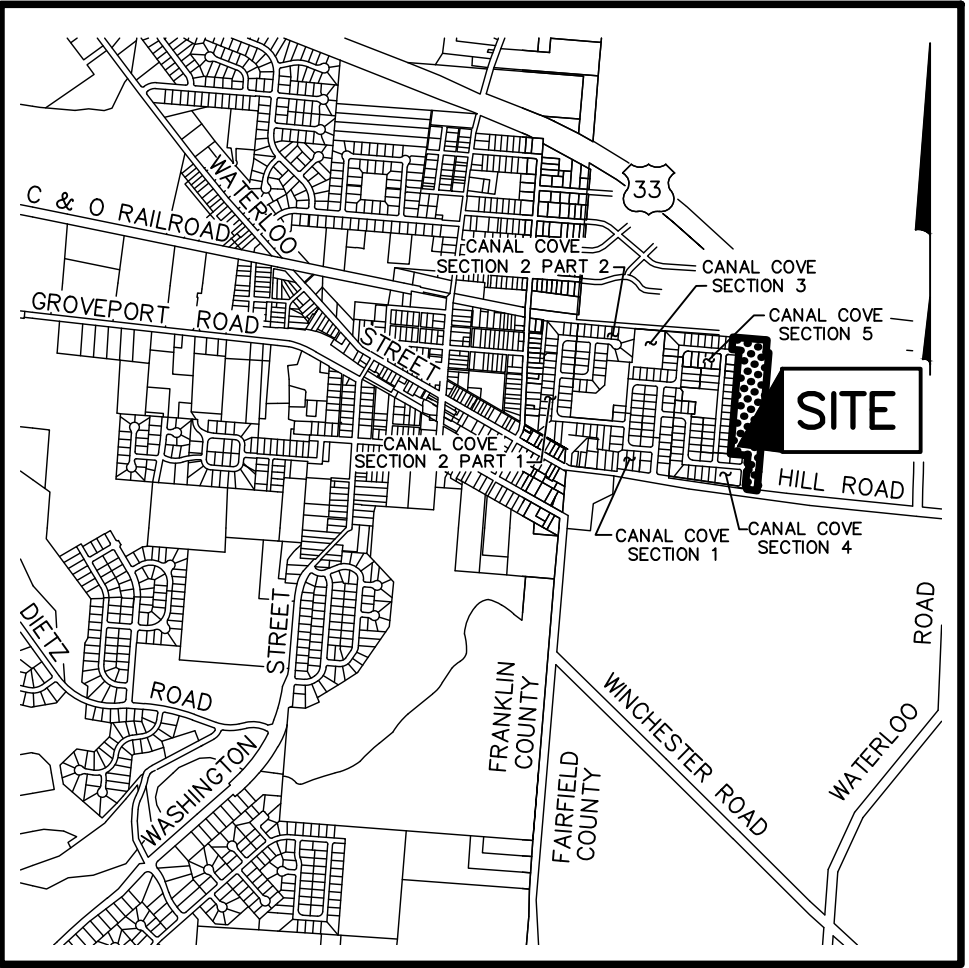 33
WATERLOO
STREET
C & O RAILROAD
CANAL COVE
SECTION 2 PART 2
CANAL COVE
SECTION 3
GROVEPORT ROAD
CANAL COVE
SECTION 5
SITE
CANAL COVE
SECTION 2 PART 1
HILL ROAD
CANAL COVE
SECTION 1
CANAL COVE
SECTION 4
DIETZ
ROAD
WASHINGTON
STREET
FRANKLIN
COUNTY
FAIRFIELD
COUNTY
WINCHESTER ROAD
WATERLOO
ROAD